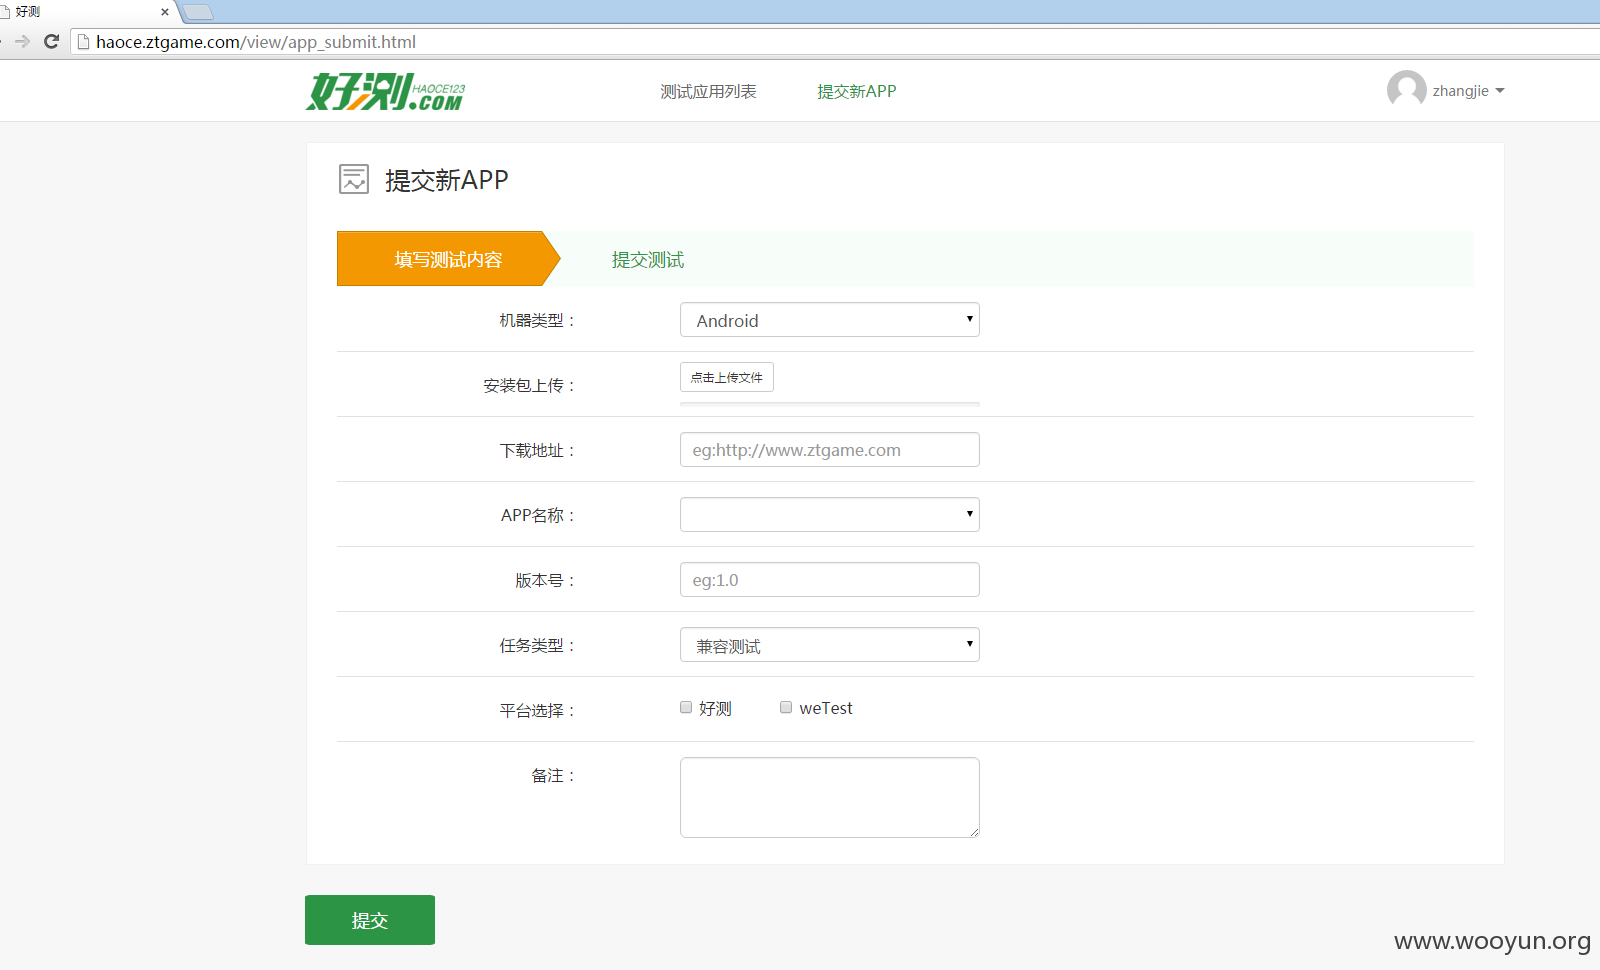 好测
haoce.ztgame.com/view/app_submit.html
好测.COM HAOCE123
测试应用列表
提交新APP
zhangjie
提交新APP
填写测试内容
提交测试
机器类型：
Android
安装包上传：
点击上传文件
下载地址：
eg:http://www.ztgame.com
APP名称：
版本号：
eg:1.0
任务类型：
兼容测试
平台选择：
好测
weTest
备注：
提交
www.wooyun.org